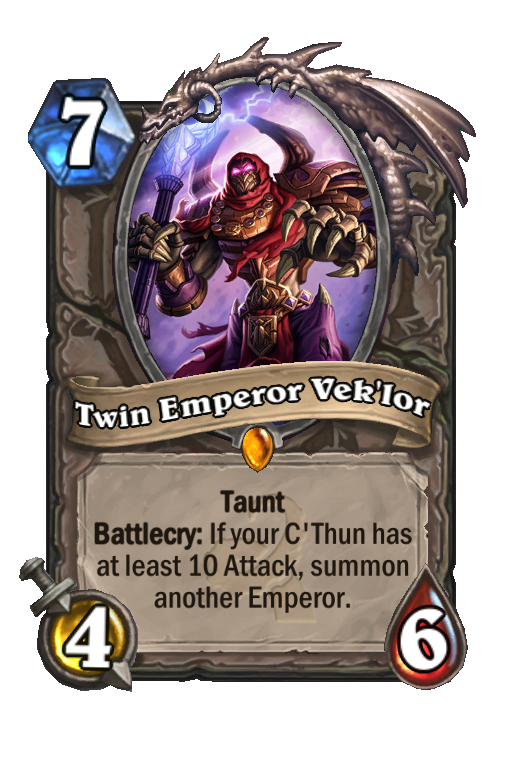 7
Twin Emperor Vek'lor
Taunt
Battlecry: If your C'Thun has
at least 10 Attack, summon
another Emperor.
4
6